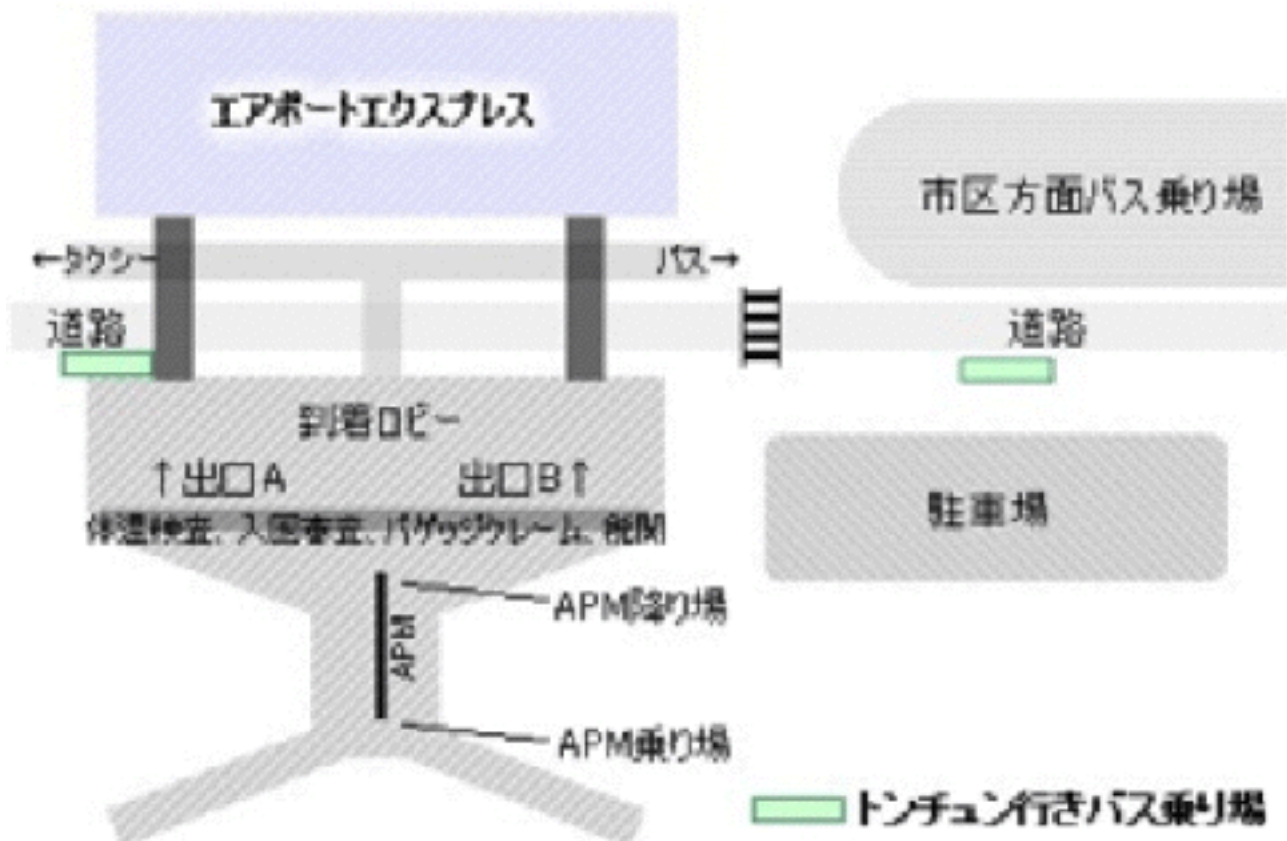 エアポートエクスプレス
市区方面バス乗り場
←タクシー
バス→
道路
道路
到着ロビー
↑出口A
出口B↑
体温検査、入国審査、バゲッジクレーム、税関
駐車場
APM降り場
APM
APM乗り場
トンチュン行きバス乗り場